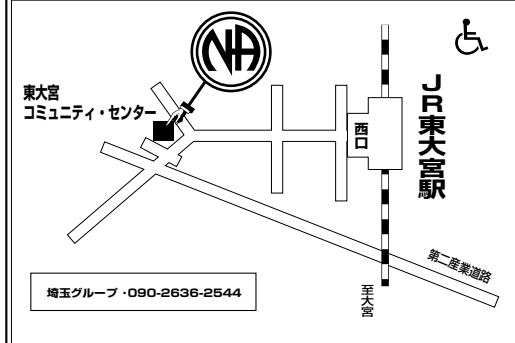 NA
東大宮
コミュニティ・センター
西口
JR東大宮駅
第二産業道路
至大宮
埼玉グループ・090-2636-2544